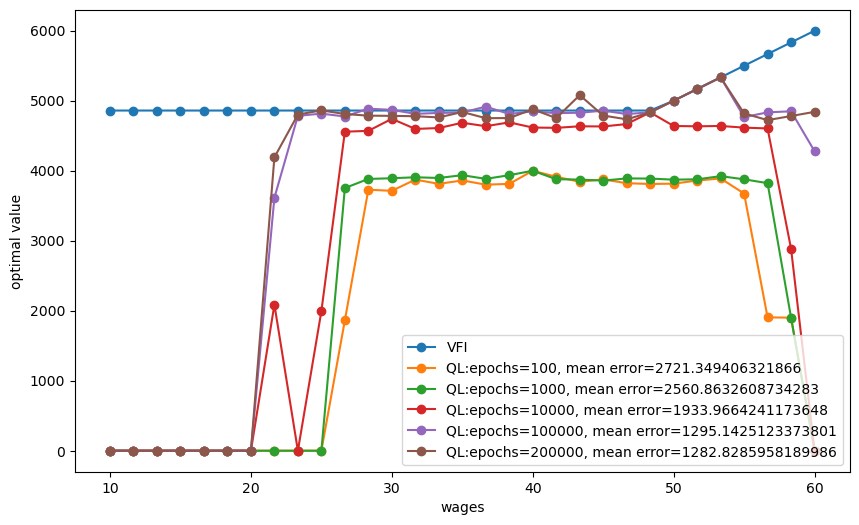 6000
5000
4000
3000
2000
1000
0
optimal value
10
20
30
40
50
60
wages
VFI
QL:epochs=100, mean error=2721.349406321866
QL:epochs=1000, mean error=2560.8632608734283
QL:epochs=10000, mean error=1933.9664241173648
QL:epochs=100000, mean error=1295.1425123373801
QL:epochs=200000, mean error=1282.8285958189986